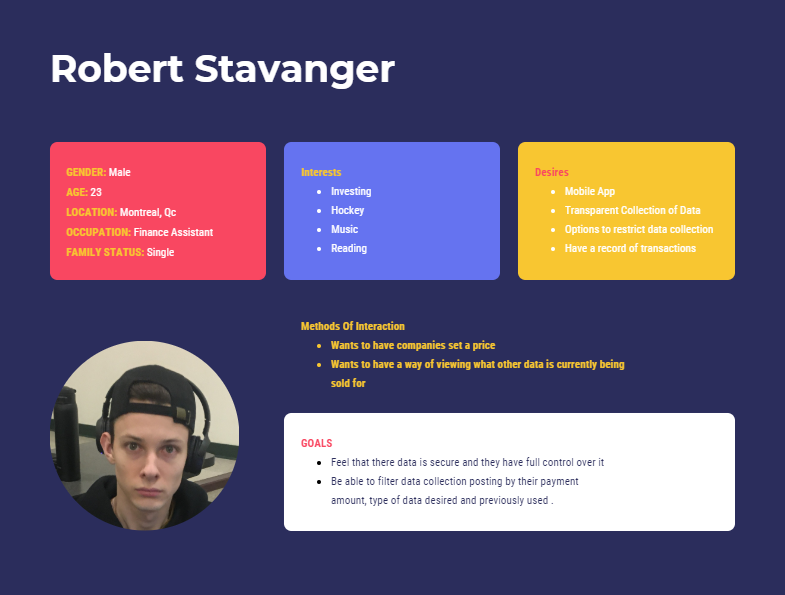 Robert Stavanger
GENDER: Male
AGE: 23
LOCATION: Montreal, Qc
OCCUPATION: Finance Assistant
FAMILY STATUS: Single
Interests
Investing
Hockey
Music
Reading
Desires
Mobile App
Transparent Collection of Data
Options to restrict data collection
Have a record of transactions
Methods Of Interaction
Wants to have companies set a price
Wants to have a way of viewing what other data is currently being
sold for
GOALS
Feel that there data is secure and they have full control over it
Be able to filter data collection posting by their payment
amount, type of data desired and previously used .